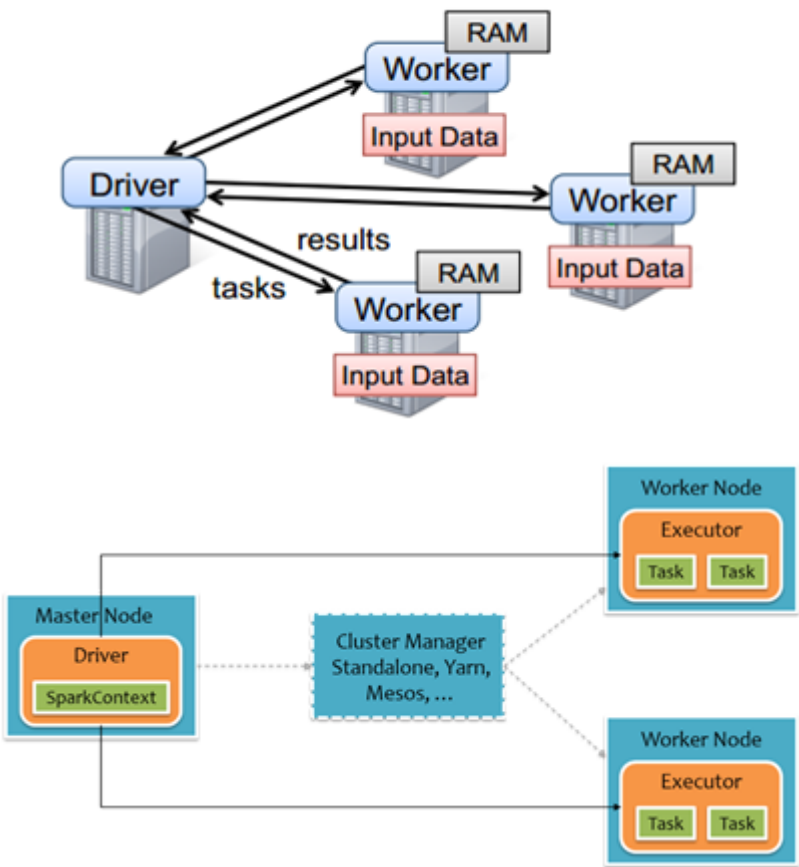 RAM
Worker
Input Data
Driver
RAM
Worker
Input Data
results
tasks
RAM
Worker
Input Data
Worker Node
Executor
Task Task
Master Node
Driver
SparkContext
Cluster Manager
Standalone, Yarn,
Mesos, ...
Worker Node
Executor
Task Task